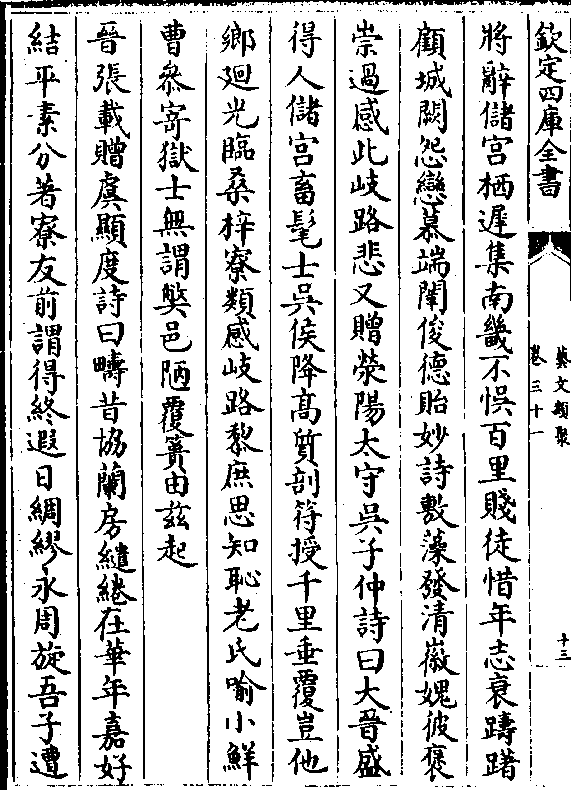 欽定四庫全書
藝文類聚
卷三十一
十三
將辭儲宮栖遲集南畿不悮百里賤徒惜年志衰躊躇
顧城闕怨戀慕端闈俊德貽妙詩敷藻發清徽媿彼褒
崇過感此岐路悲又贈滎陽太守吳子仲詩曰大晉盛
得人儲宮畜髦士吳侯降高質剖符授千里垂覆豈他
鄉廻光臨桑梓寮類感岐路黎庶思知恥老氏喻小鮮
曹參寄獄士無謂弊邑陋覆簣由兹起
晉張載贈虞顯度詩曰疇昔協蘭房繾綣在華年嘉好
結平素分著寮友前謂得終遐日綢繆永周旋吾子遭